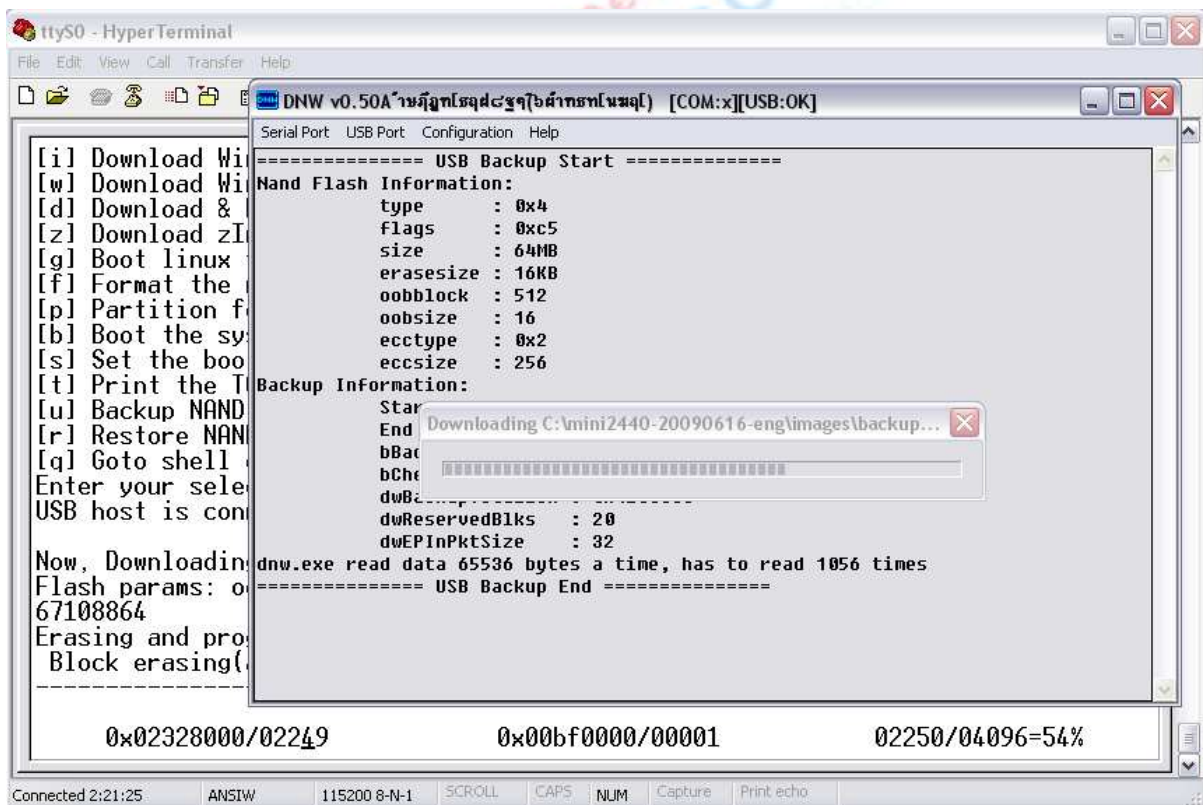 ttyS0 - HyperTerminal
File Edit View Call Transfer Help
DNW v0.50A [COM:x][USB:OK]
Serial Port USB Port Configuration Help
[i] Download Wi
[w] Download Wi
[d] Download &
[z] Download zI
[g] Boot linux
[f] Format the
[p] Partition f
[b] Boot the sy
[s] Set the boo
[t] Print the T
[u] Backup NAND
[r] Restore NAN
[q] Goto shell
Enter your sele
USB host is con
Now, Downloadin
Flash params: o
67108864
Erasing and pro
Block erasing(
=============== USB Backup Start ==============
Nand Flash Information:
type : 0x4
flags : 0xc5
size : 64MB
erasesize : 16KB
oobblock : 512
oobsize : 16
ecctype : 0x2
eccsize : 256
Backup Information:
Star
End
bBac
bChe
dwReservedBlks : 20
dwEPInPktSize : 32
dnw.exe read data 65536 bytes a time, has to read 1056 times
=============== USB Backup End ===============
Downloading C:\mini2440-20090616-eng\images\backup...
0x02328000/02249 0x00bf0000/00001 02250/04096=54%
Connected 2:21:25 ANSIW 115200 8-N-1 SCROLL CAPS NUM Capture Print echo